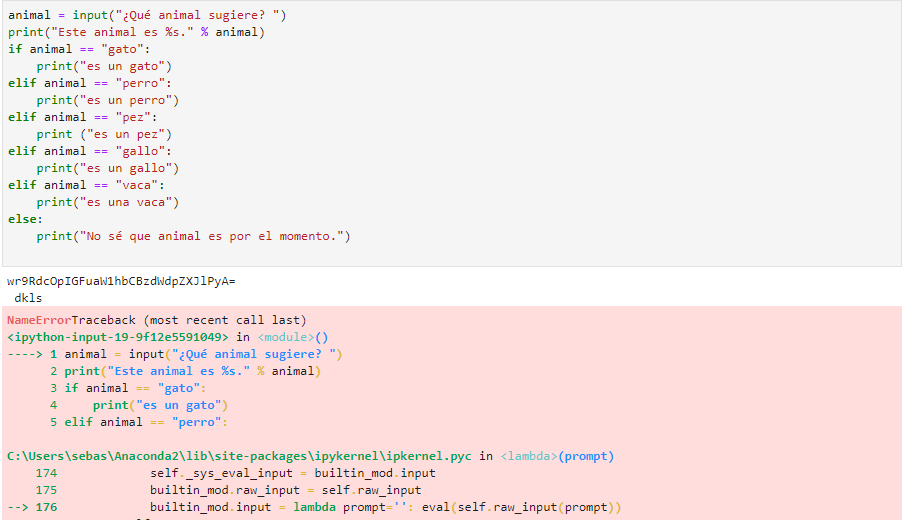 animal = input("¿Qué animal sugiere? ")
print("Este animal es %s." % animal)
if animal == "gato":
    print("es un gato")
elif animal == "perro":
    print("es un perro")
elif animal == "pez":
    print ("es un pez")
elif animal == "gallo":
    print("es un gallo")
elif animal == "vaca":
    print("es una vaca")
else:
    print("No sé que animal es por el momento.")
wr9RdcOpIGFuaW1hbCBzdWdpZXJlPyA=
dkls
NameErrorTraceback (most recent call last)
<ipython-input-19-9f12e5591049> in <module>()
----> 1 animal = input("¿Qué animal sugiere? ")
      2 print("Este animal es %s." % animal)
      3 if animal == "gato":
      4     print("es un gato")
      5 elif animal == "perro":
C:\Users\sebas\Anaconda2\lib\site-packages\ipykernel\ipkernel.pyc in <lambda>(prompt)
    174             self._sys_eval_input = builtin_mod.input
    175             builtin_mod.raw_input = self.raw_input
--> 176             builtin_mod.input = lambda prompt='': eval(self.raw_input(prompt))